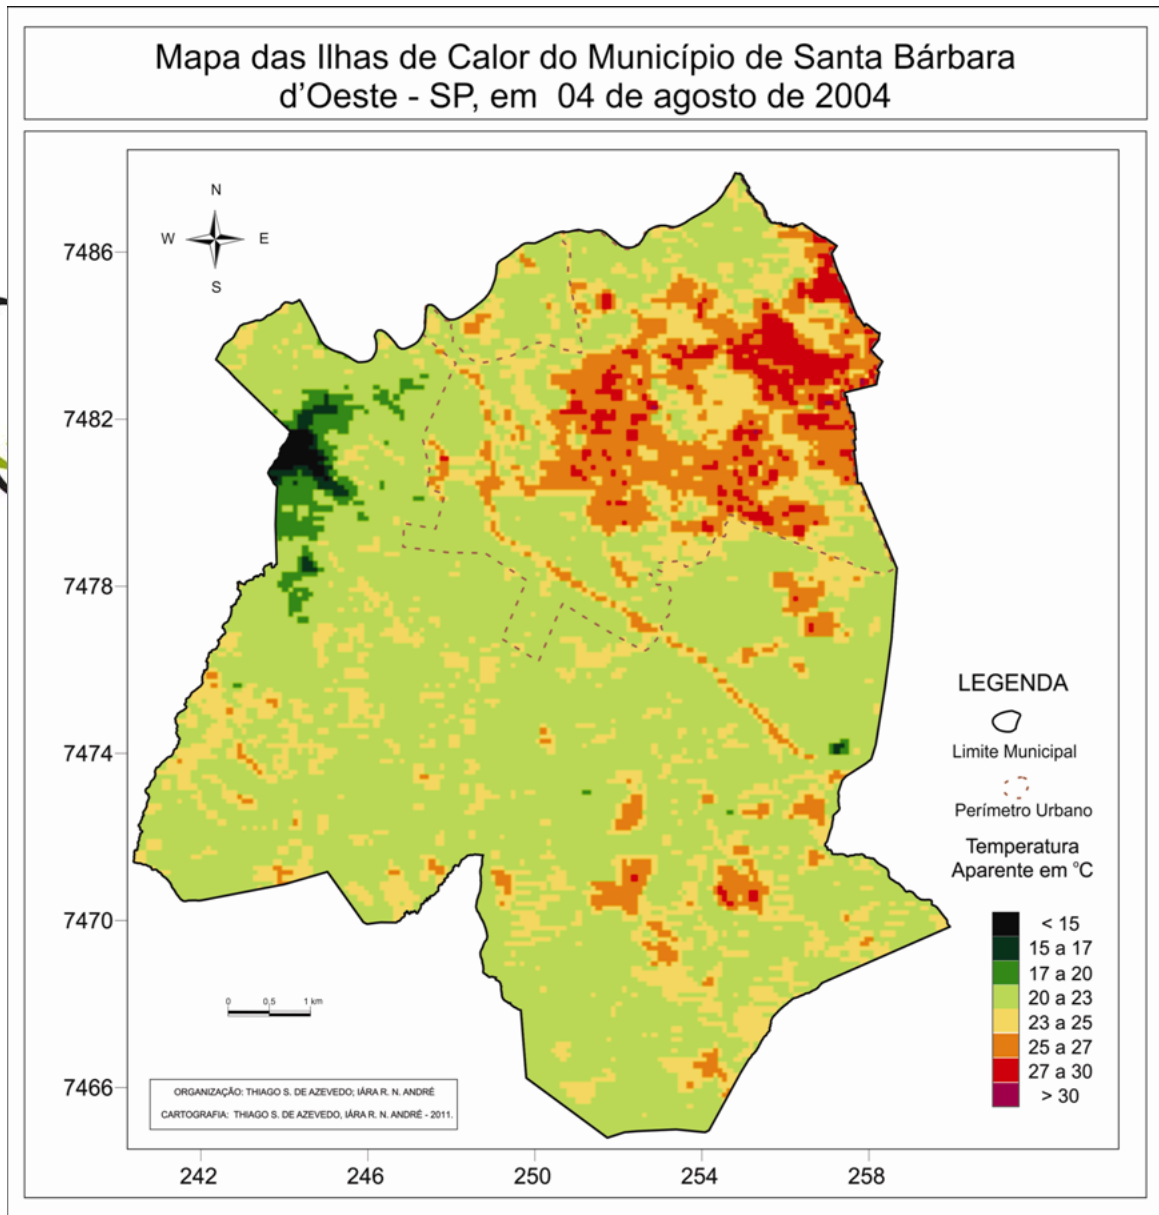 Mapa das Ilhas de Calor do Município de Santa Bárbara
d'Oeste - SP, em 04 de agosto de 2004
N
W E
S
7486
7482
7478
7474
7470
7466
242 246 250 254 258
LEGENDA
Limite Municipal
Perímetro Urbano
Temperatura
Aparente em °C
< 15
15 a 17
17 a 20
20 a 23
23 a 25
25 a 27
27 a 30
> 30
0 0,5 1 km
ORGANIZAÇÃO: THIAGO S. DE AZEVEDO; IÁRA R. N. ANDRÉ
CARTOGRAFIA: THIAGO S. DE AZEVEDO, IÁRA R. N. ANDRÉ - 2011.